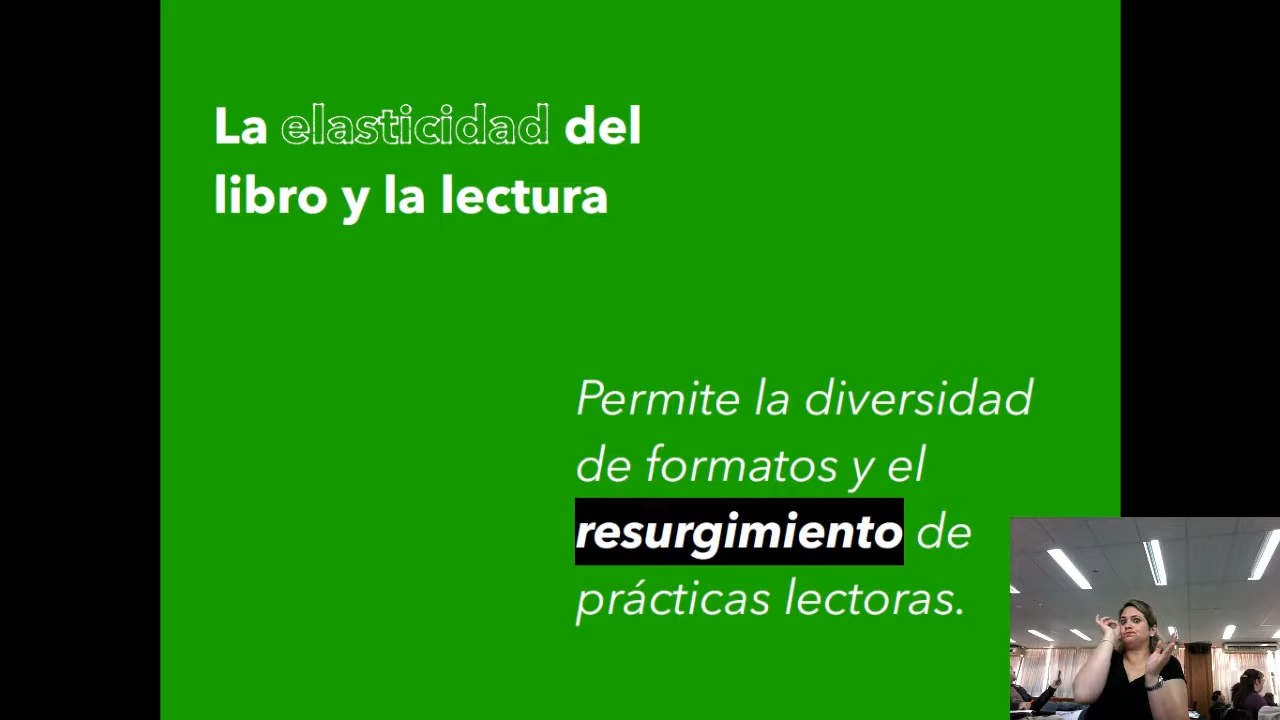 La elasticidad del
libro y la lectura
Permite la diversidad
de formatos y el
resurgimiento de
prácticas lectoras.